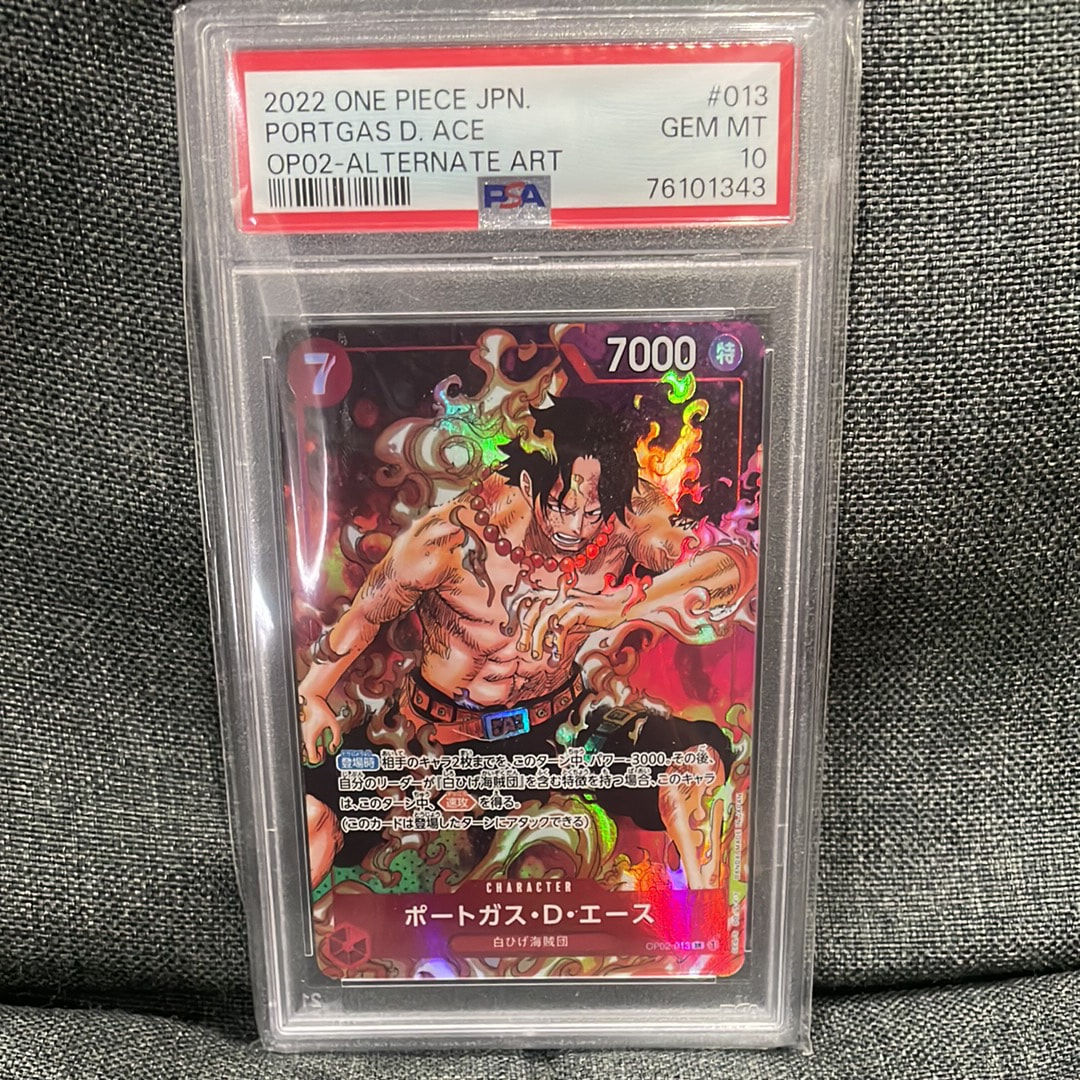 2022 ONE PIECE JPN. #013
PORTGAS D. ACE GEM MT
OP02-ALTERNATE ART 10
PSA 76101343
7 7000 特
登場時 相手のキャラ2枚までを、このターン中、パワー-3000。その後、
自分のリーダーが『白ひげ海賊団』を含む特徴を持つ場合、このキャラ
は、このターン中、速攻を得る。
(このカードは登場したターンにアタックできる)
CHARACTER
ポートガス・D・エース
白ひげ海賊団
SR